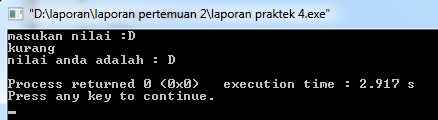 "D:\laporan\laporan pertemuan 2\laporan praktek 4.exe"
masukan nilai :D
kurang
nilai anda adalah : D
Process returned 0 (0x0)   execution time : 2.917 s
Press any key to continue.